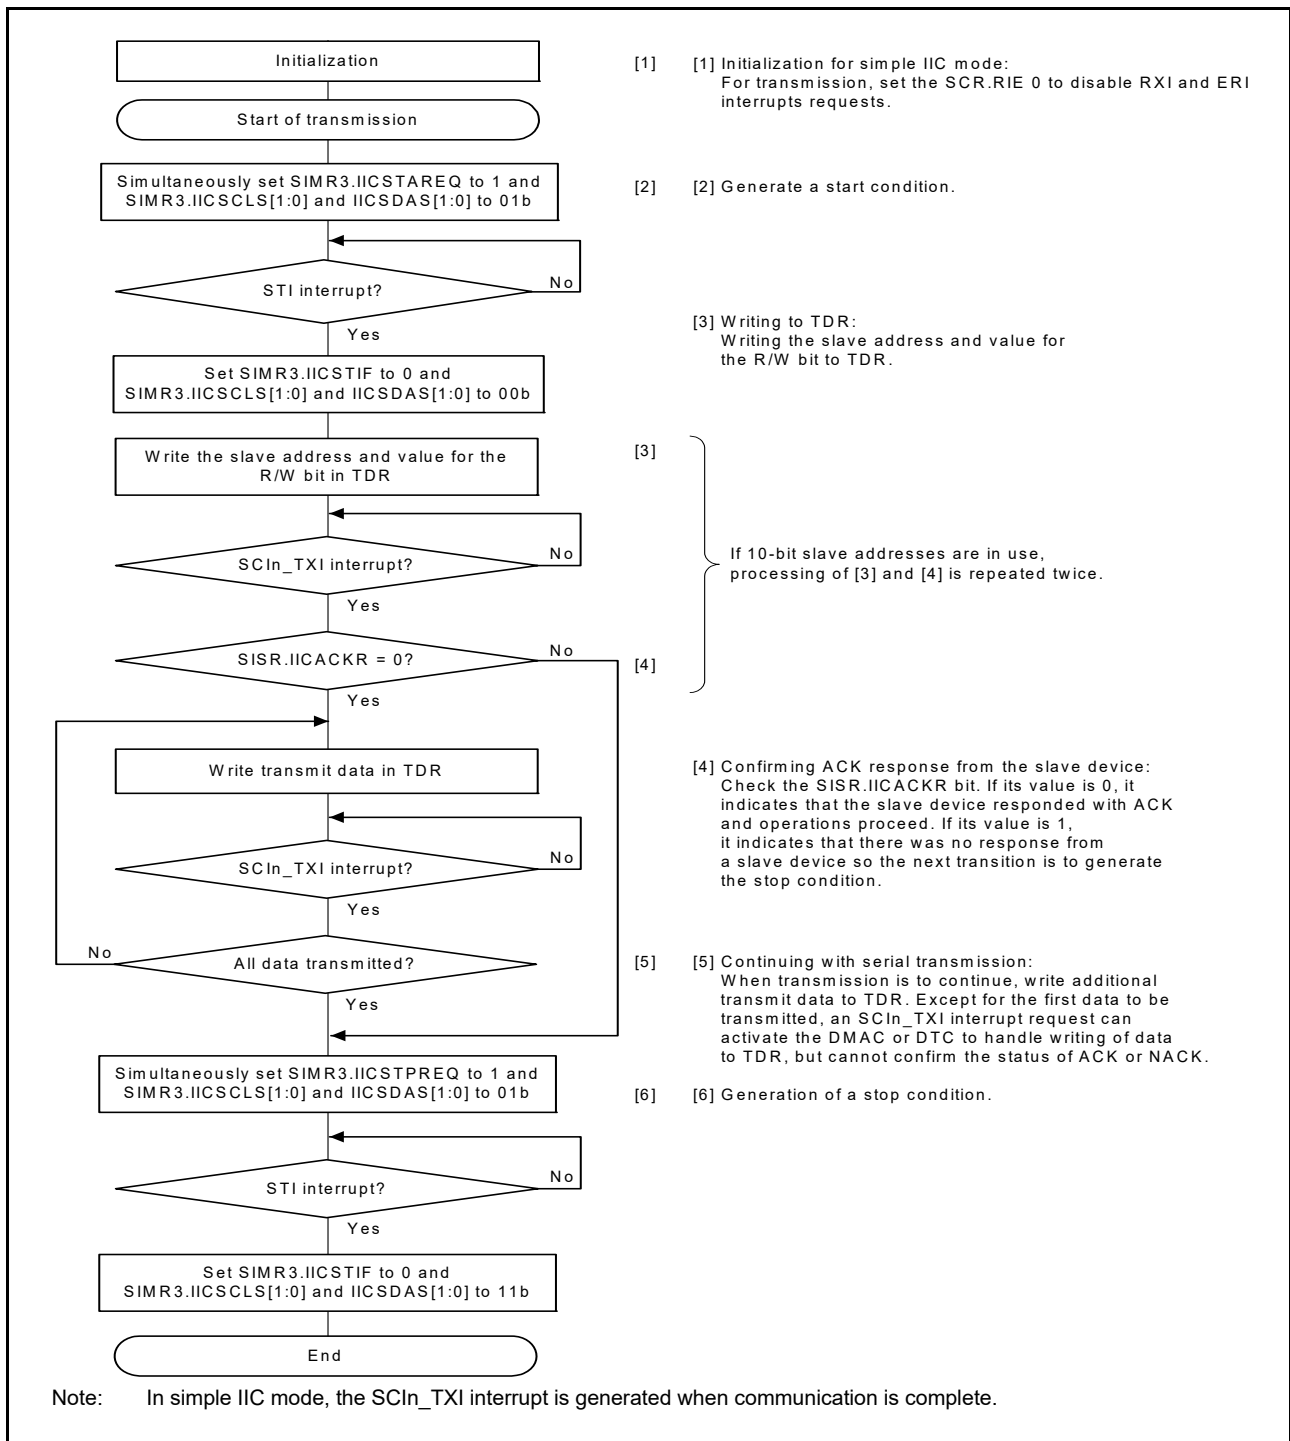 Initialization
[1]
[1] Initialization for simple IIC mode:
For transmission, set the SCR.RIE 0 to disable RXI and ERI
interrupts requests.
Start of transmission
Simultaneously set SIMR3.IICSTAREQ to 1 and
SIMR3.IICSCLS[1:0] and IICSDAS[1:0] to 01b
[2]
[2] Generate a start condition.
STI interrupt?
No
Yes
[3] Writing to TDR:
Writing the slave address and value for
the R/W bit to TDR.
Set SIMR3.IICSTIF to 0 and
SIMR3.IICSCLS[1:0] and IICSDAS[1:0] to 00b
Write the slave address and value for the
R/W bit in TDR
[3]
SCIn_TXI interrupt?
No
Yes
If 10-bit slave addresses are in use,
processing of [3] and [4] is repeated twice.
SISR.IICACKR = 0?
No
[4]
Yes
Write transmit data in TDR
[4] Confirming ACK response from the slave device:
Check the SISR.IICACKR bit. If its value is 0, it
indicates that the slave device responded with ACK
and operations proceed. If its value is 1,
it indicates that there was no response from
a slave device so the next transition is to generate
the stop condition.
SCIn_TXI interrupt?
No
Yes
No
All data transmitted?
Yes
[5]
[5] Continuing with serial transmission:
When transmission is to continue, write additional
transmit data to TDR. Except for the first data to be
transmitted, an SCIn_TXI interrupt request can
activate the DMAC or DTC to handle writing of data
to TDR, but cannot confirm the status of ACK or NACK.
Simultaneously set SIMR3.IICSTPREQ to 1 and
SIMR3.IICSCLS[1:0] and IICSDAS[1:0] to 01b
[6]
[6] Generation of a stop condition.
STI interrupt?
No
Yes
Set SIMR3.IICSTIF to 0 and
SIMR3.IICSCLS[1:0] and IICSDAS[1:0] to 11b
End
Note: In simple IIC mode, the SCIn_TXI interrupt is generated when communication is complete.